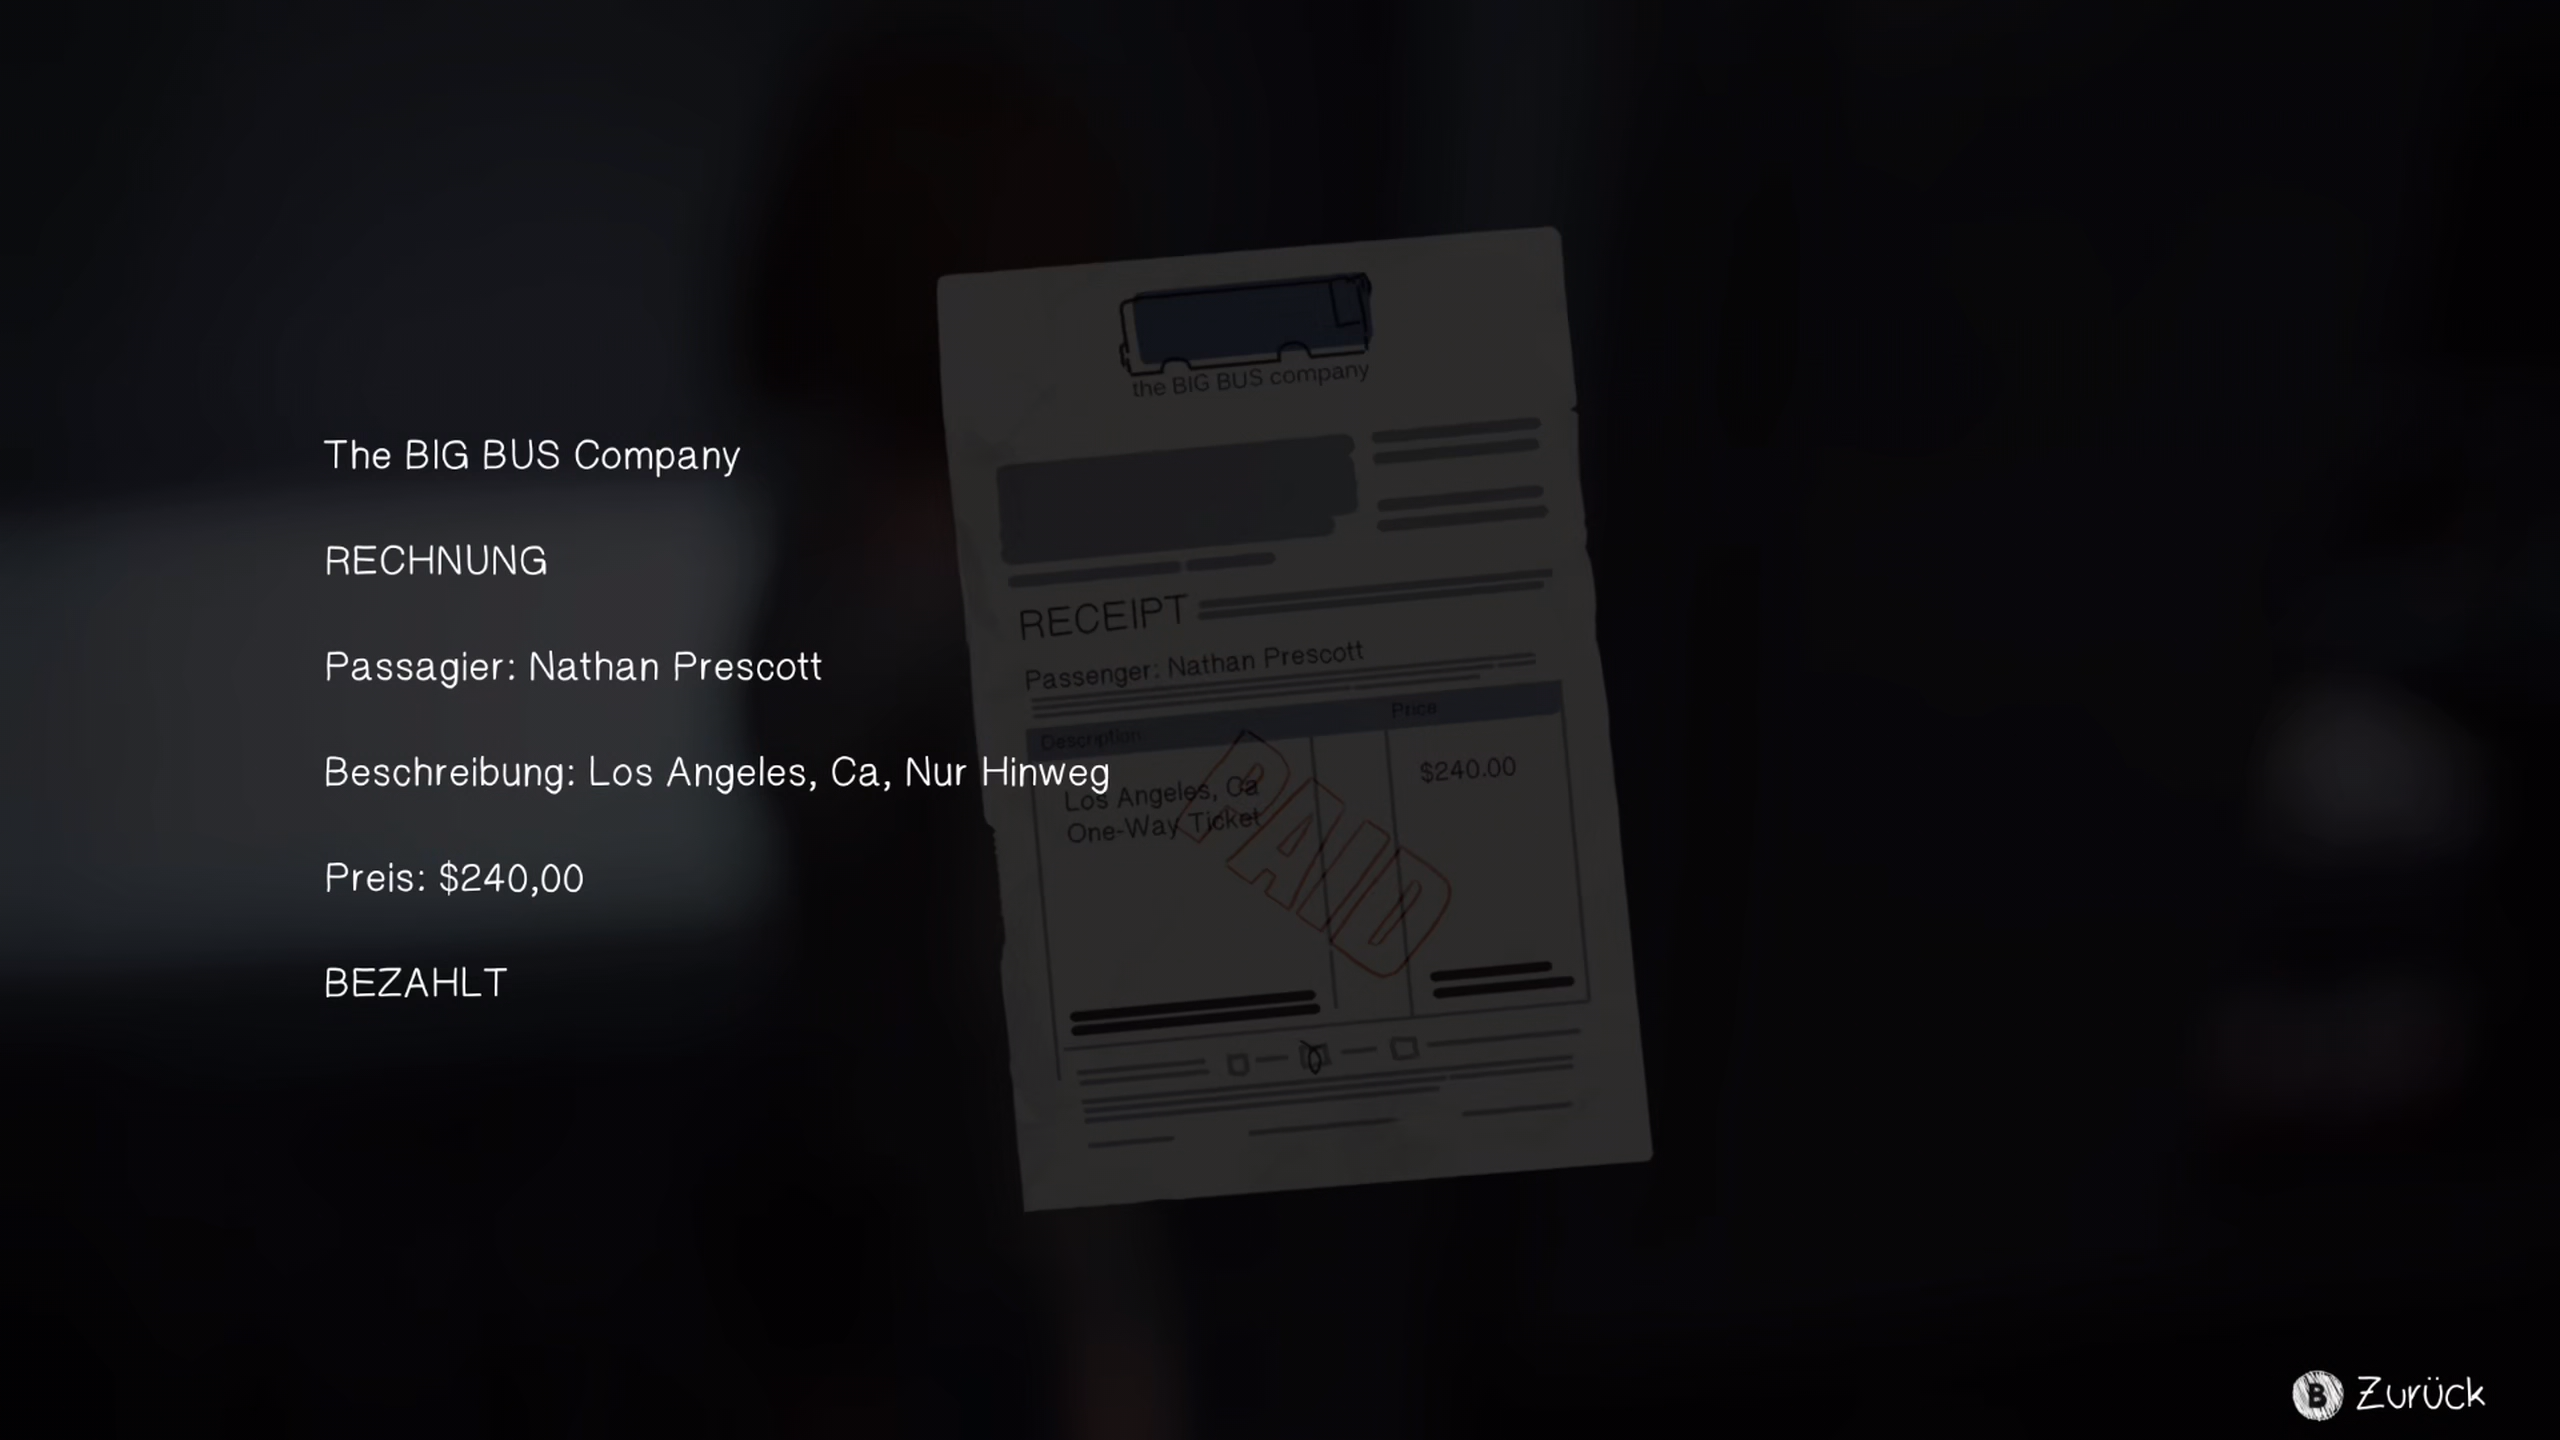 The BIG BUS Company
RECHNUNG
Passagier: Nathan Prescott
Beschreibung: Los Angeles, Ca, Nur Hinweg
Preis: $240,00
BEZAHLT
the BIG BUS company
RECEIPT
Passenger: Nathan Prescott
Description Price
Los Angeles, Ca $240.00
One-Way Ticket
PAID
B Zurück